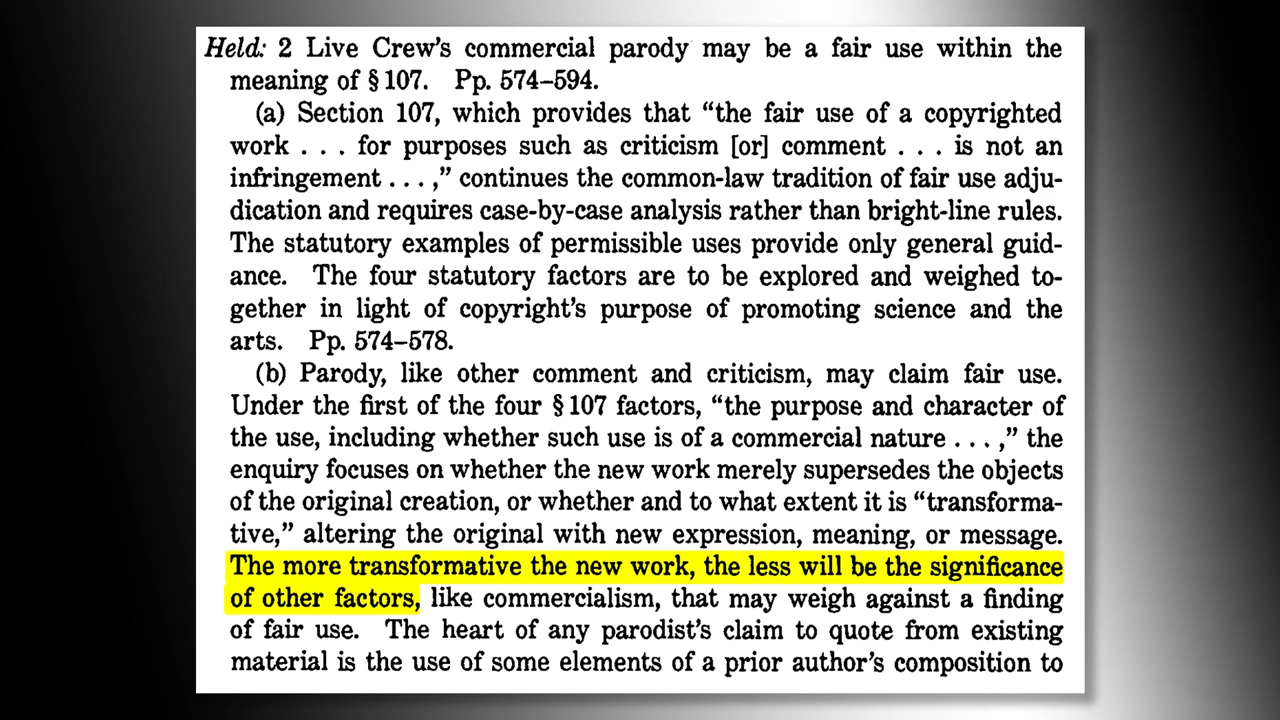 Held: 2 Live Crew's commercial parody may be a fair use within the
meaning of § 107. Pp. 574–594.
(a) Section 107, which provides that “the fair use of a copyrighted
work . . . for purposes such as criticism [or] comment . . . is not an
infringement . . . ,” continues the common-law tradition of fair use adju-
dication and requires case-by-case analysis rather than bright-line rules.
The statutory examples of permissible uses provide only general guid-
ance. The four statutory factors are to be explored and weighed to-
gether in light of copyright's purpose of promoting science and the
arts. Pp. 574–578.
(b) Parody, like other comment and criticism, may claim fair use.
Under the first of the four § 107 factors, “the purpose and character of
the use, including whether such use is of a commercial nature . . . ,” the
enquiry focuses on whether the new work merely supersedes the objects
of the original creation, or whether and to what extent it is “transforma-
tive,” altering the original with new expression, meaning, or message.
The more transformative the new work, the less will be the significance
of other factors, like commercialism, that may weigh against a finding
of fair use. The heart of any parodist's claim to quote from existing
material is the use of some elements of a prior author's composition to